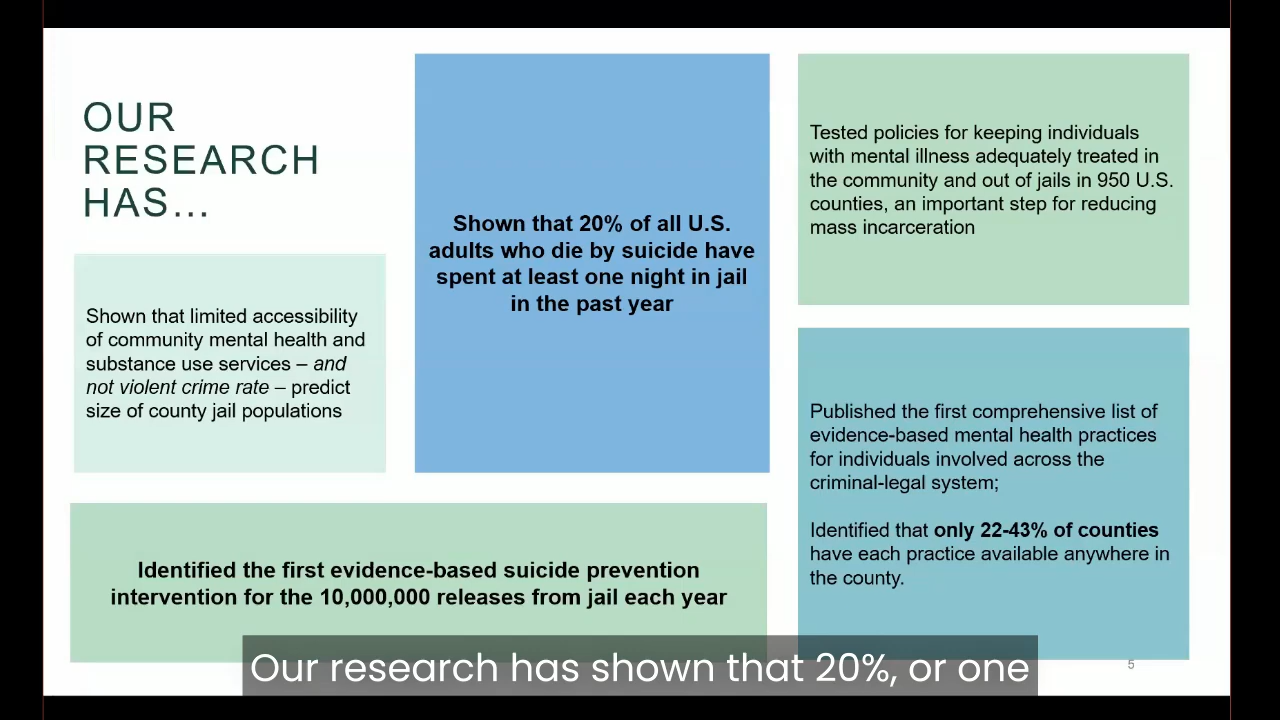 OUR
RESEARCH
HAS...
Shown that limited accessibility
of community mental health and
substance use services – and
not violent crime rate – predict
size of county jail populations
Shown that 20% of all U.S.
adults who die by suicide have
spent at least one night in jail
in the past year
Tested policies for keeping individuals
with mental illness adequately treated in
the community and out of jails in 950 U.S.
counties, an important step for reducing
mass incarceration
Published the first comprehensive list of
evidence-based mental health practices
for individuals involved across the
criminal-legal system;
Identified that only 22-43% of counties
have each practice available anywhere in
the county.
Identified the first evidence-based suicide prevention
intervention for the 10,000,000 releases from jail each year
Our research has shown that 20%, or one
5